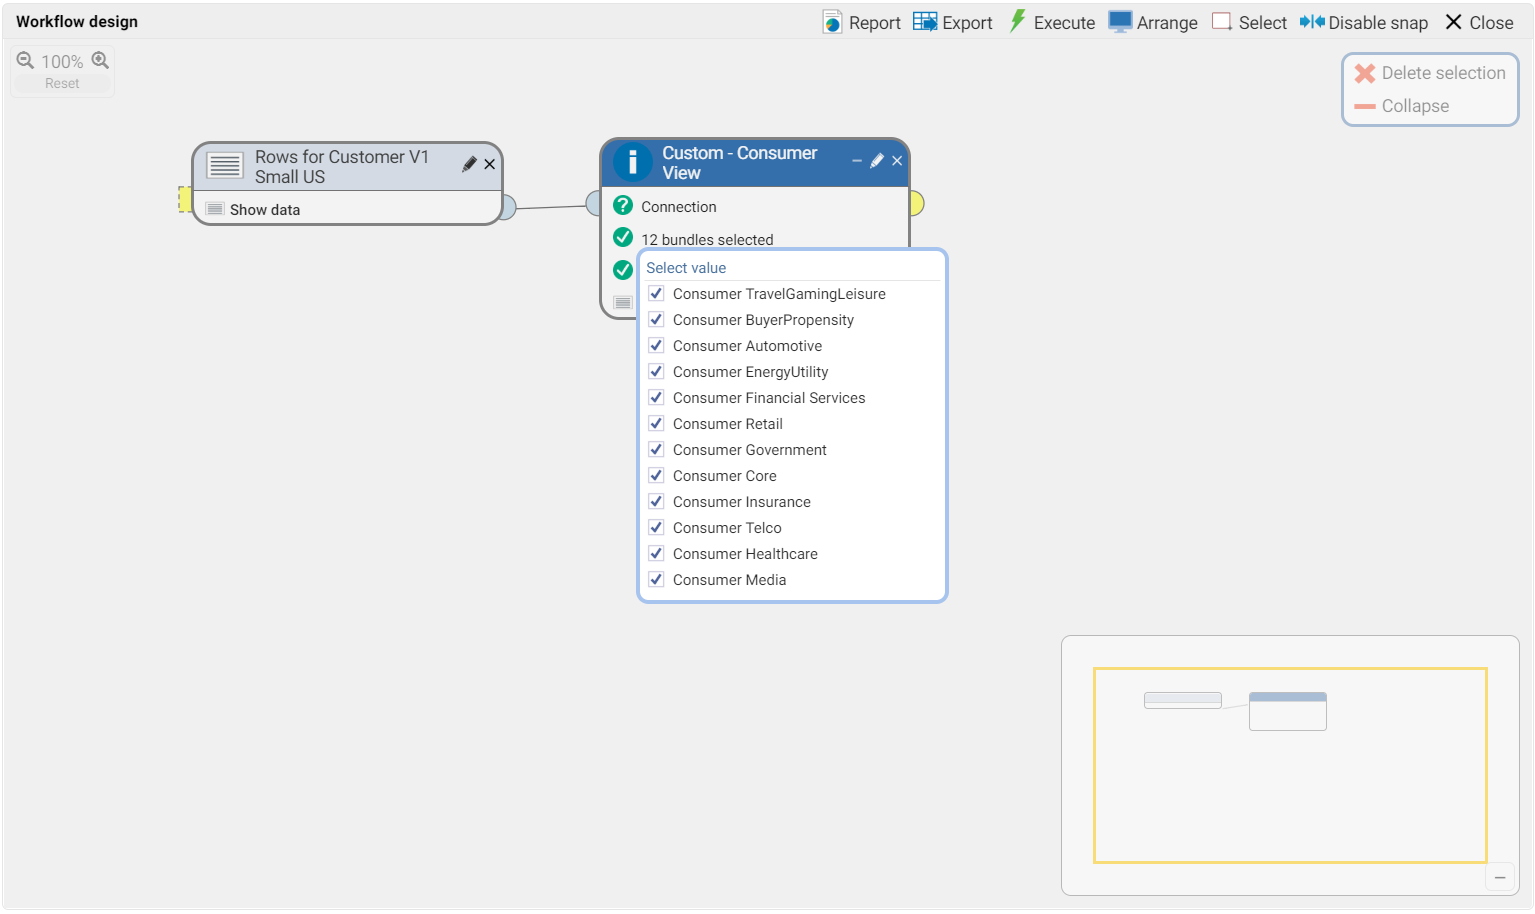 Workflow design
Report
Export
Execute
Arrange
Select
Disable snap
Close
100%
Reset
Delete selection
Collapse
Rows for Customer V1
Small US
Show data
Custom - Consumer
View
Connection
12 bundles selected
Select value
Consumer TravelGamingLeisure
Consumer BuyerPropensity
Consumer Automotive
Consumer EnergyUtility
Consumer Financial Services
Consumer Retail
Consumer Government
Consumer Core
Consumer Insurance
Consumer Telco
Consumer Healthcare
Consumer Media